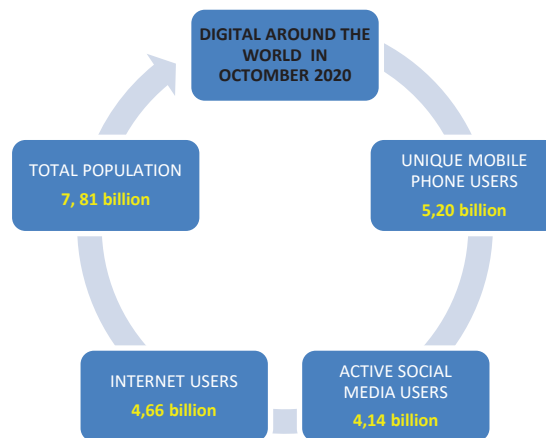 DIGITAL AROUND THE
WORLD IN
OCTOMBER 2020
UNIQUE MOBILE
PHONE USERS
5,20 billion
ACTIVE SOCIAL
MEDIA USERS
4,14 billion
INTERNET USERS
4,66 billion
TOTAL POPULATION
7, 81 billion